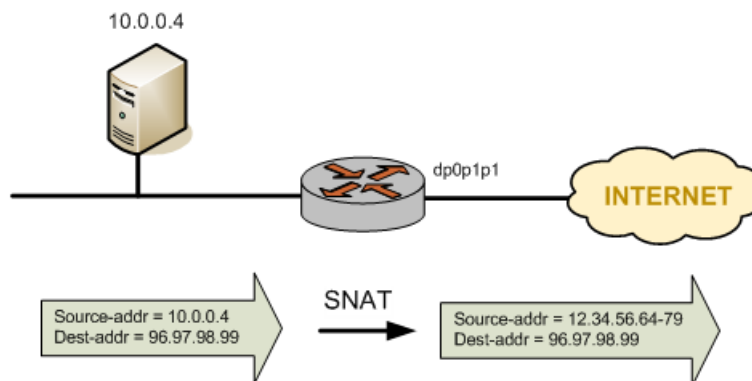 10.0.0.4
dp0p1p1
INTERNET
Source-addr = 10.0.0.4
Dest-addr = 96.97.98.99
SNAT
Source-addr = 12.34.56.64-79
Dest-addr = 96.97.98.99